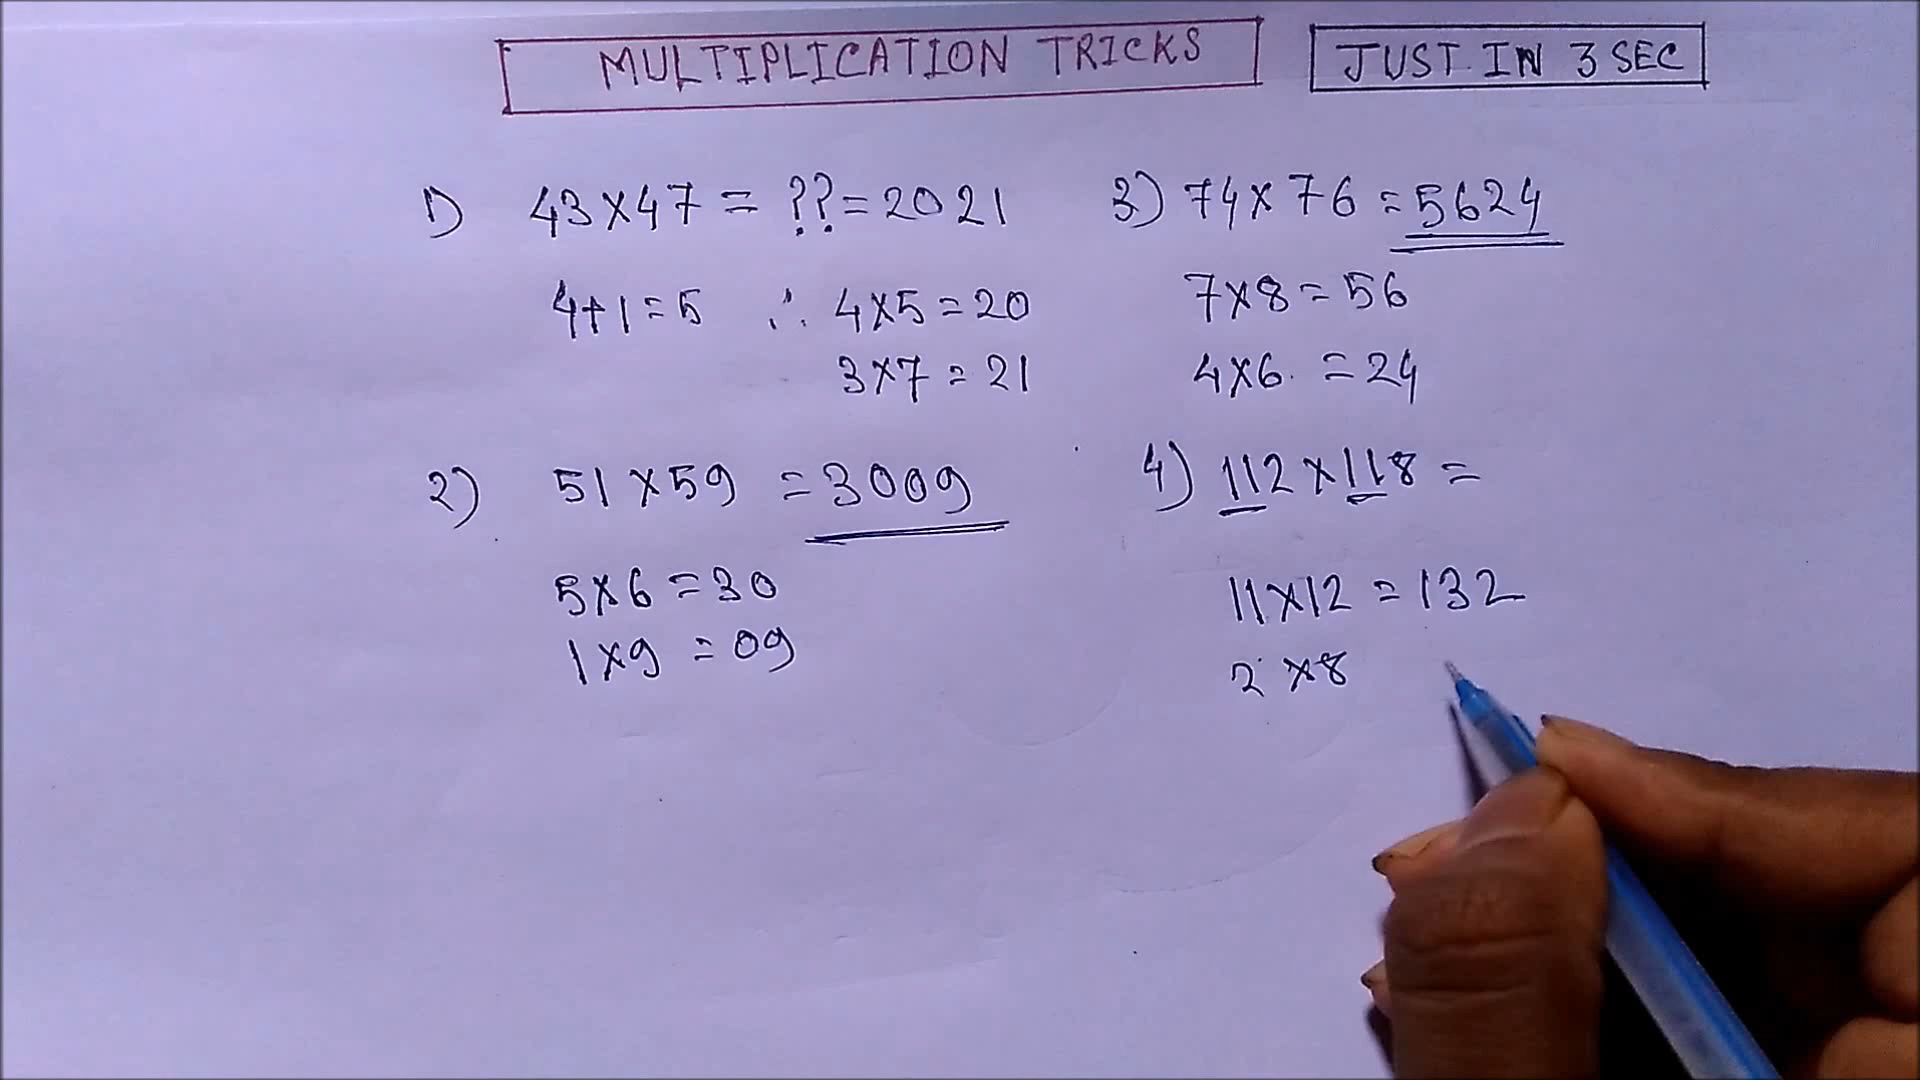 MULTIPLICATION TRICKS
JUST IN 3 SEC
1) 43×47 = ?? = 2021
4+1=5 ∴ 4×5=20
3×7=21
2) 51×59 = 3009
5×6=30
1×9=09
3) 74×76 = 5624
7×8=56
4×6=24
4) 112×118=
11×12=132
2×8